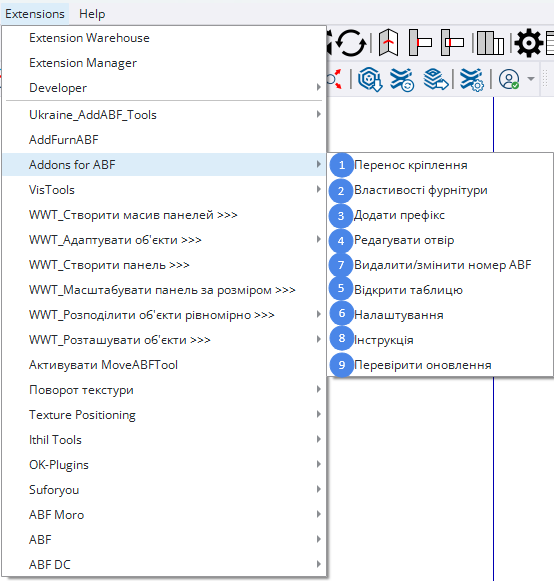 Extensions Help
Extension Warehouse
Extension Manager
Developer
Ukraine_AddABF_Tools
AddFurnABF
Addons for ABF
VisTools
WWT_Створити масив панелей >>>
WWT_Адаптувати об'єкти >>>
WWT_Створити панель >>>
WWT_Масштабувати панель за розміром >>>
WWT_Розподілити об'єкти рівномірно >>>
WWT_Розташувати об'єкти >>>
Активувати MoveABFTool
Поворот текстури
Texture Positioning
Ithil Tools
OK-Plugins
Suforyou
ABF Moro
ABF
ABF DC
1 Перенос кріплення
2 Властивості фурнітури
3 Додати префікс
4 Редагувати отвір
7 Видалити/змінити номер ABF
5 Відкрити таблицю
6 Налаштування
8 Інструкція
9 Перевірити оновлення